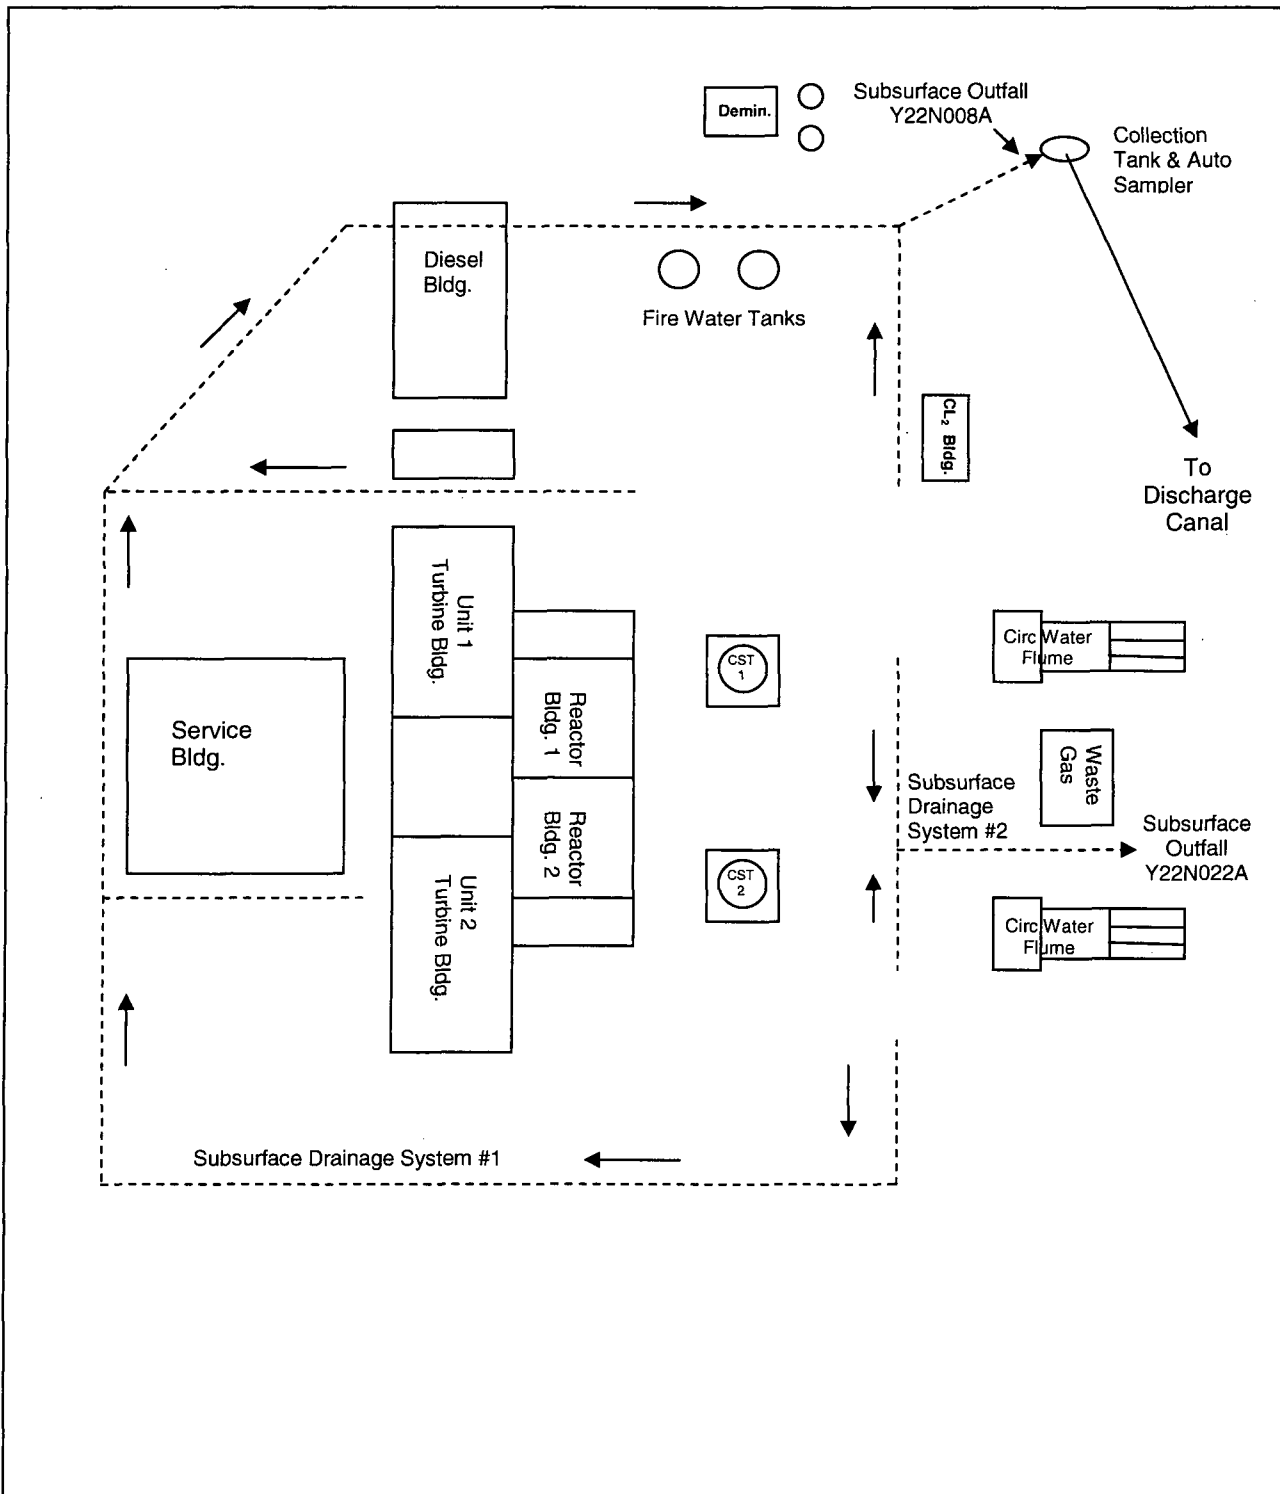 Demin.
Subsurface Outfall
Y22N008A
Collection
Tank & Auto
Sampler
Diesel
Bldg.
Fire Water Tanks
CL₂ Bldg.
To
Discharge
Canal
Unit 1
Turbine Bldg.
Circ Water
Flume
CST
1
Reactor
Bldg. 1
Service
Bldg.
Waste
Gas
Subsurface
Drainage
System #2
Subsurface
Outfall
Y22N022A
Reactor
Bldg. 2
CST
2
Unit 2
Turbine Bldg.
Circ Water
Flume
Subsurface Drainage System #1